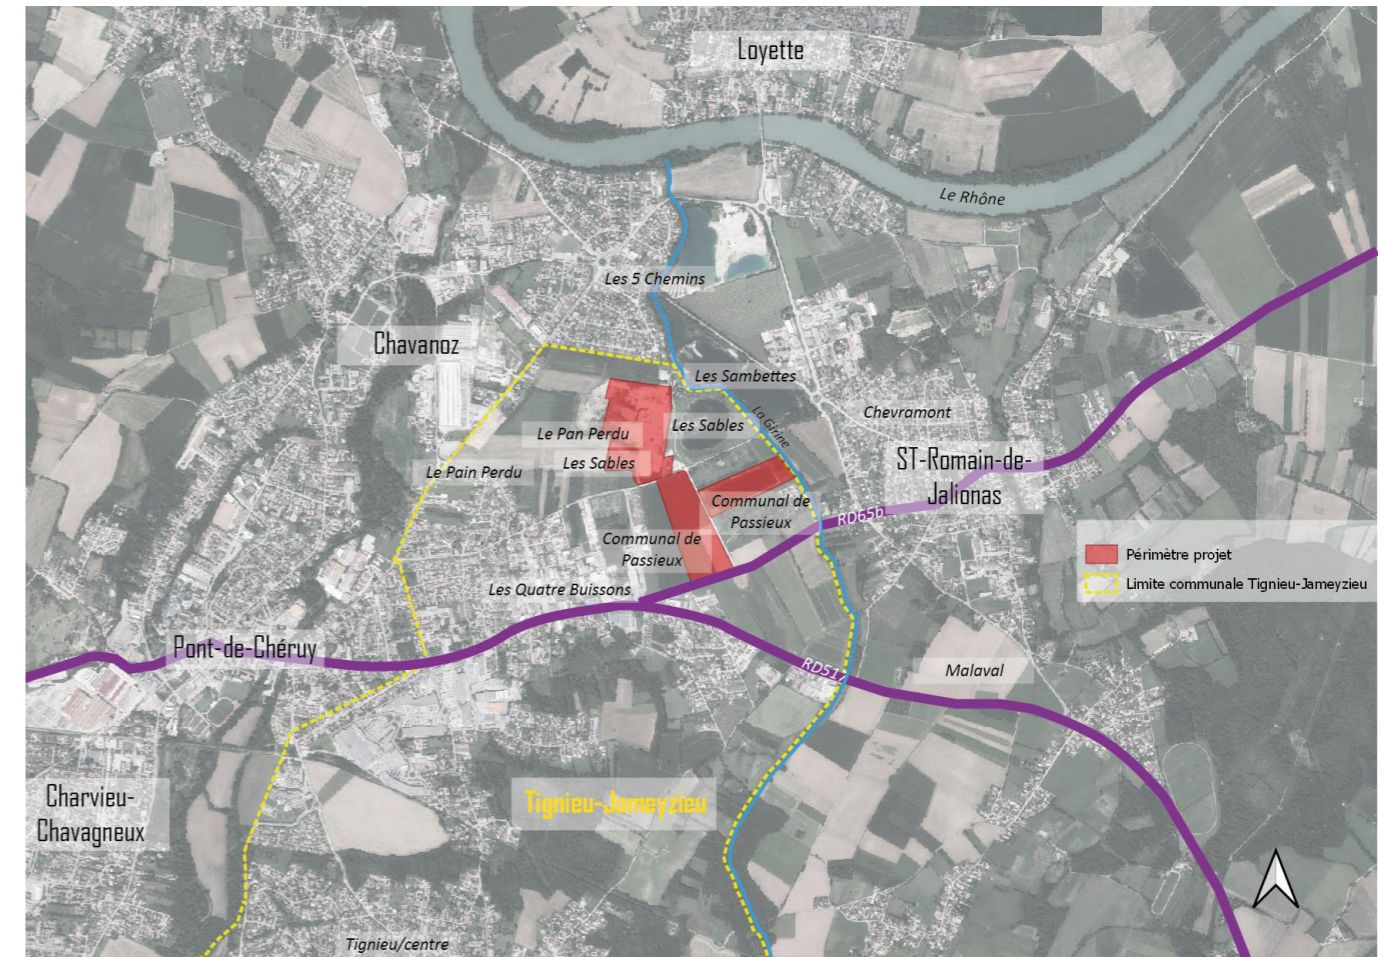 Loyette
Le Rhône
Les 5 Chemins
Chavanoz
Les Sambettes
La Girine
Chevramont
Les Sables
Le Pan Perdu
Les Sables
Le Pain Perdu
ST-Romain-de-
Jalionas
Communal de
Passieux
RD65b
Communal de
Passieux
Périmètre projet
Limite communale Tignieu-Jameyzieu
Les Quatre Buissons
Pont-de-Chéruy
RD517
Malaval
Charvieu-
Chavagneux
Tignieu-Jameyzieu
Tignieu/centre